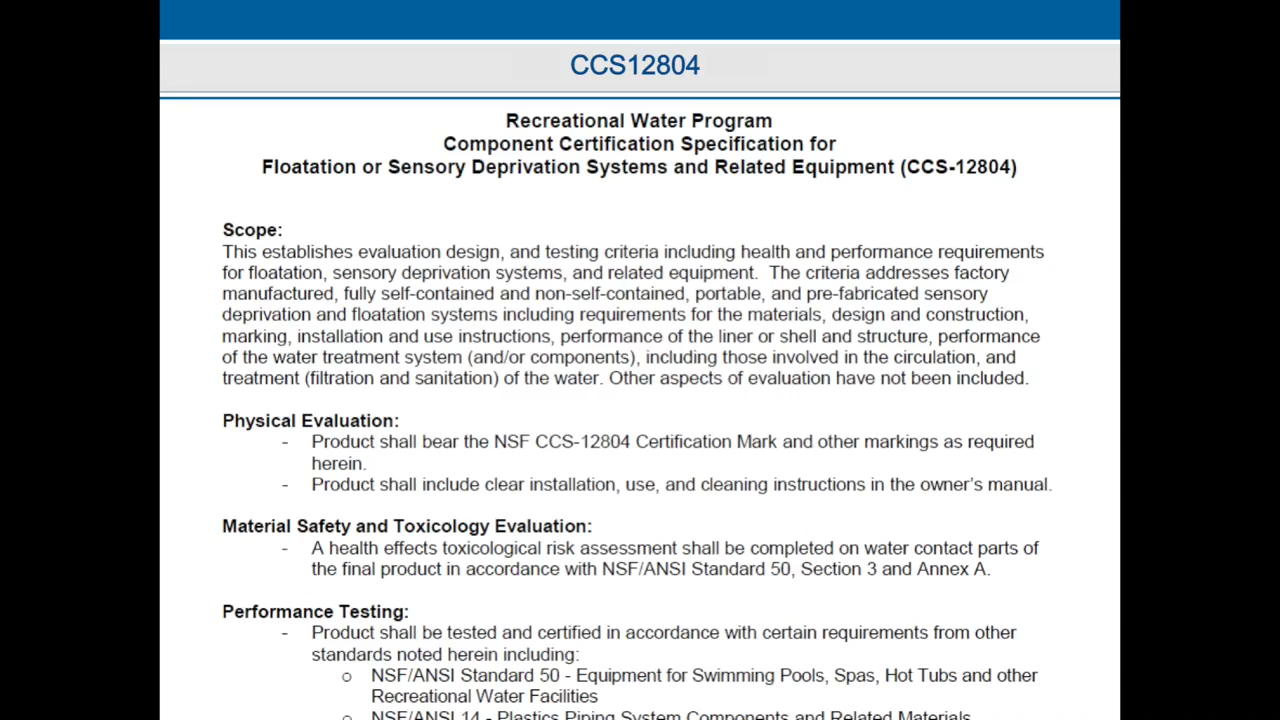 CCS12804
Recreational Water Program
Component Certification Specification for
Floatation or Sensory Deprivation Systems and Related Equipment (CCS-12804)
Scope:
This establishes evaluation design, and testing criteria including health and performance requirements
for floatation, sensory deprivation systems, and related equipment.  The criteria addresses factory
manufactured, fully self-contained and non-self-contained, portable, and pre-fabricated sensory
deprivation and floatation systems including requirements for the materials, design and construction,
marking, installation and use instructions, performance of the liner or shell and structure, performance
of the water treatment system (and/or components), including those involved in the circulation, and
treatment (filtration and sanitation) of the water. Other aspects of evaluation have not been included.
Physical Evaluation:
- Product shall bear the NSF CCS-12804 Certification Mark and other markings as required
herein.
- Product shall include clear installation, use, and cleaning instructions in the owner's manual.
Material Safety and Toxicology Evaluation:
- A health effects toxicological risk assessment shall be completed on water contact parts of
the final product in accordance with NSF/ANSI Standard 50, Section 3 and Annex A.
Performance Testing:
- Product shall be tested and certified in accordance with certain requirements from other
standards noted herein including:
o NSF/ANSI Standard 50 - Equipment for Swimming Pools, Spas, Hot Tubs and other
Recreational Water Facilities
o NSF/ANSI 14 - Plastics Piping System Components and Related Materials